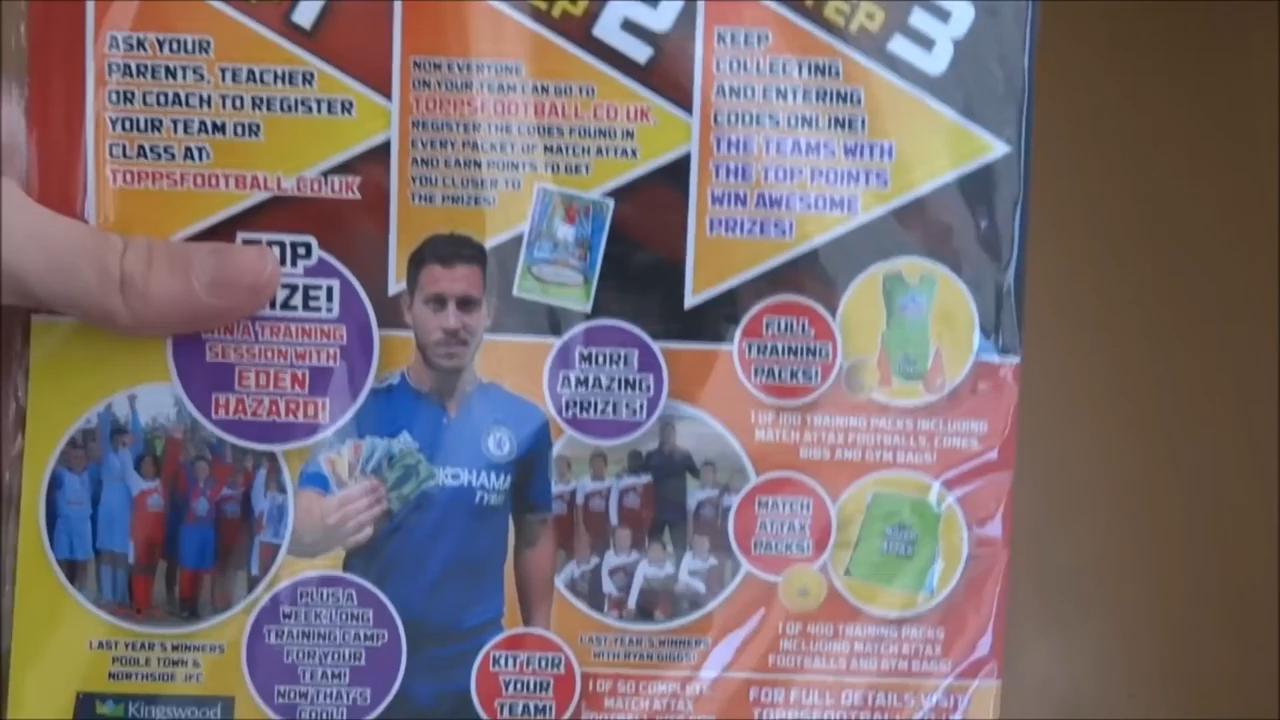 1
ASK YOUR
PARENTS, TEACHER
OR COACH TO REGISTER
YOUR TEAM OR
CLASS AT:
TOPPSFOOTBALL.CO.UK
2
NOW EVERYONE
ON YOUR TEAM CAN GO TO
TOPPSFOOTBALL.CO.UK,
REGISTER THE CODES FOUND IN
EVERY PACKET OF MATCH ATTAX
AND EARN POINTS TO GET
YOU CLOSER TO
THE PRIZES!
3
KEEP
COLLECTING
AND ENTERING
CODES ONLINE!
THE TEAMS WITH
THE TOP POINTS
WIN AWESOME
PRIZES!
WIN A TRAINING
SESSION WITH
EDEN
HAZARD!
YOKOHAMA
TYRES
MORE
AMAZING
PRIZES!
FULL
TRAINING
PACKS!
1 OF 100 TRAINING PACKS INCLUDING
MATCH ATTAX FOOTBALLS, CONES,
BIBS AND GYM BAGS!
MATCH
ATTAX
PACKS!
1 OF 400 TRAINING PACKS
INCLUDING MATCH ATTAX
FOOTBALLS AND GYM BAGS!
LAST YEAR'S WINNERS
POOLE TOWN &
NORTHSIDE JFC
Kingswood
PLUS A
WEEK-LONG
TRAINING CAMP
FOR YOUR
TEAM!
NOW THAT'S
COOL!
LAST YEAR'S WINNERS
WITH RYAN GIGGS!
KIT FOR
YOUR
TEAM!
1 OF 50 COMPLETE
MATCH ATTAX
FOR FULL DETAILS VISIT